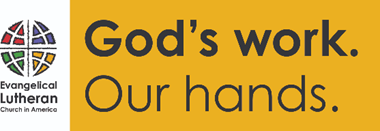 God's work.
Our hands.
Evangelical
Lutheran
Church in America